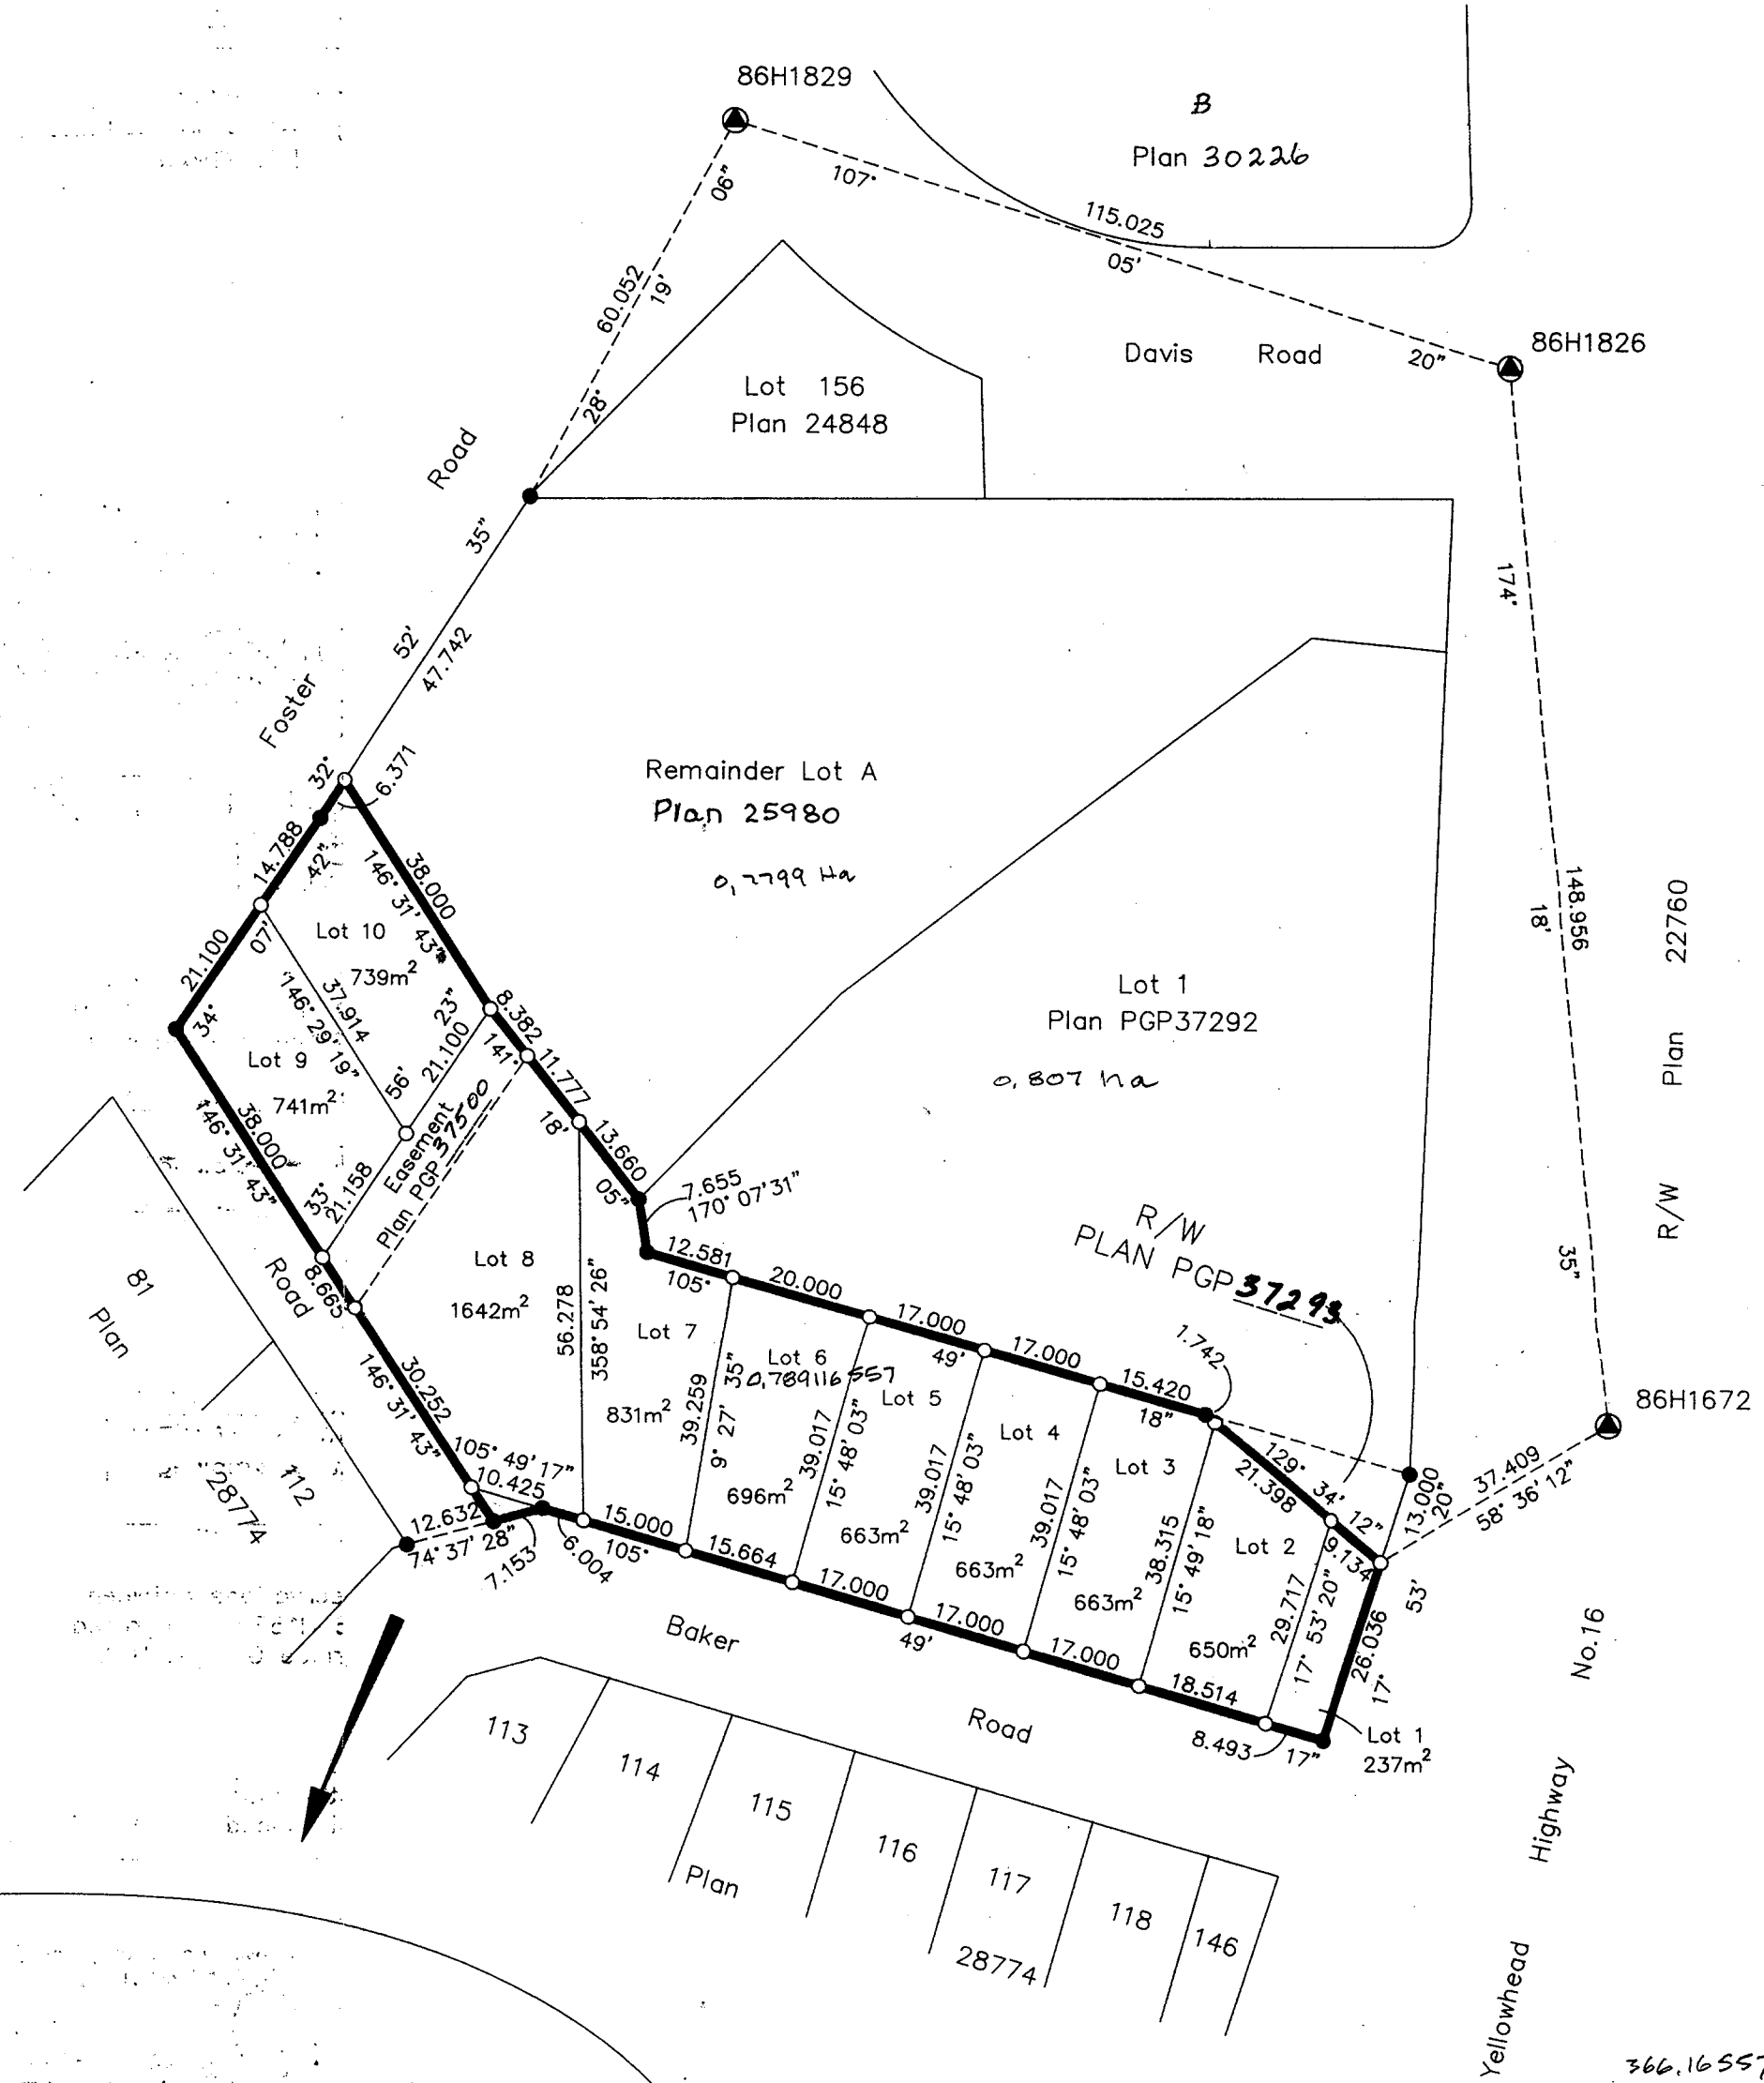 86H1829
B
Plan 30226
06"
107°
115.025
05'
60.052
19'
86H1826
Davis Road
20"
Lot 156
Plan 24848
28°
Road
35"
174°
52'
47.742
Foster
32°
6.371
Remainder Lot A
Plan 25980
0,7799 Ha
14.788
42"
38.000
146° 31' 43"
148.956
18'
R/W Plan 22760
Lot 10
739m²
07'
21.100
34°
37.914
146° 29' 19"
23"
8.382
141°
21.100
56'
11.777
Lot 1
Plan PGP37292
0,807 ha
Lot 9
741m²
38.000
146° 31' 43"
Easement
Plan PGP37500
18'
13.660
05"
33°
21.158
7.655
170° 07'31"
R/W
PLAN PGP37293
35"
81
Plan
Road
8.665
Lot 8
1642m²
56.278
358° 54' 26"
12.581
105°
20.000
17.000
49'
17.000
1.742
15.420
18"
86H1672
Lot 7
831m²
39.259
9° 27' 35"
Lot 6
0,789116557
696m²
39.017
15° 48' 03"
Lot 5
663m²
39.017
15° 48' 03"
Lot 4
663m²
39.017
15° 48' 03"
Lot 3
663m²
38.315
15° 49' 18"
129° 34' 12"
21.398
Lot 2
650m²
9.134
29.717
17° 53' 20"
13.000
20"
37.409
58° 36' 12"
30.252
146° 31' 43"
112
28774
105° 49' 17"
10.425
12.632
74° 37' 28"
7.153
6.004
15.000
105°
15.664
17.000
49'
17.000
17.000
18.514
8.493
17"
26.036
17°
53'
Lot 1
237m²
Baker Road
113
114
115
116
117
118
146
Plan
28774
Yellowhead Highway No.16
366.16557